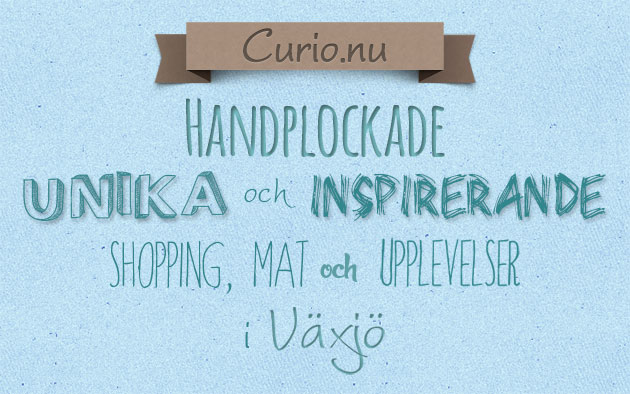 Curio.nu
HANDPLOCKADE
UNIKA och INSPIRERANDE
SHOPPING, MAT och UPPLEVELSER
i Växjö